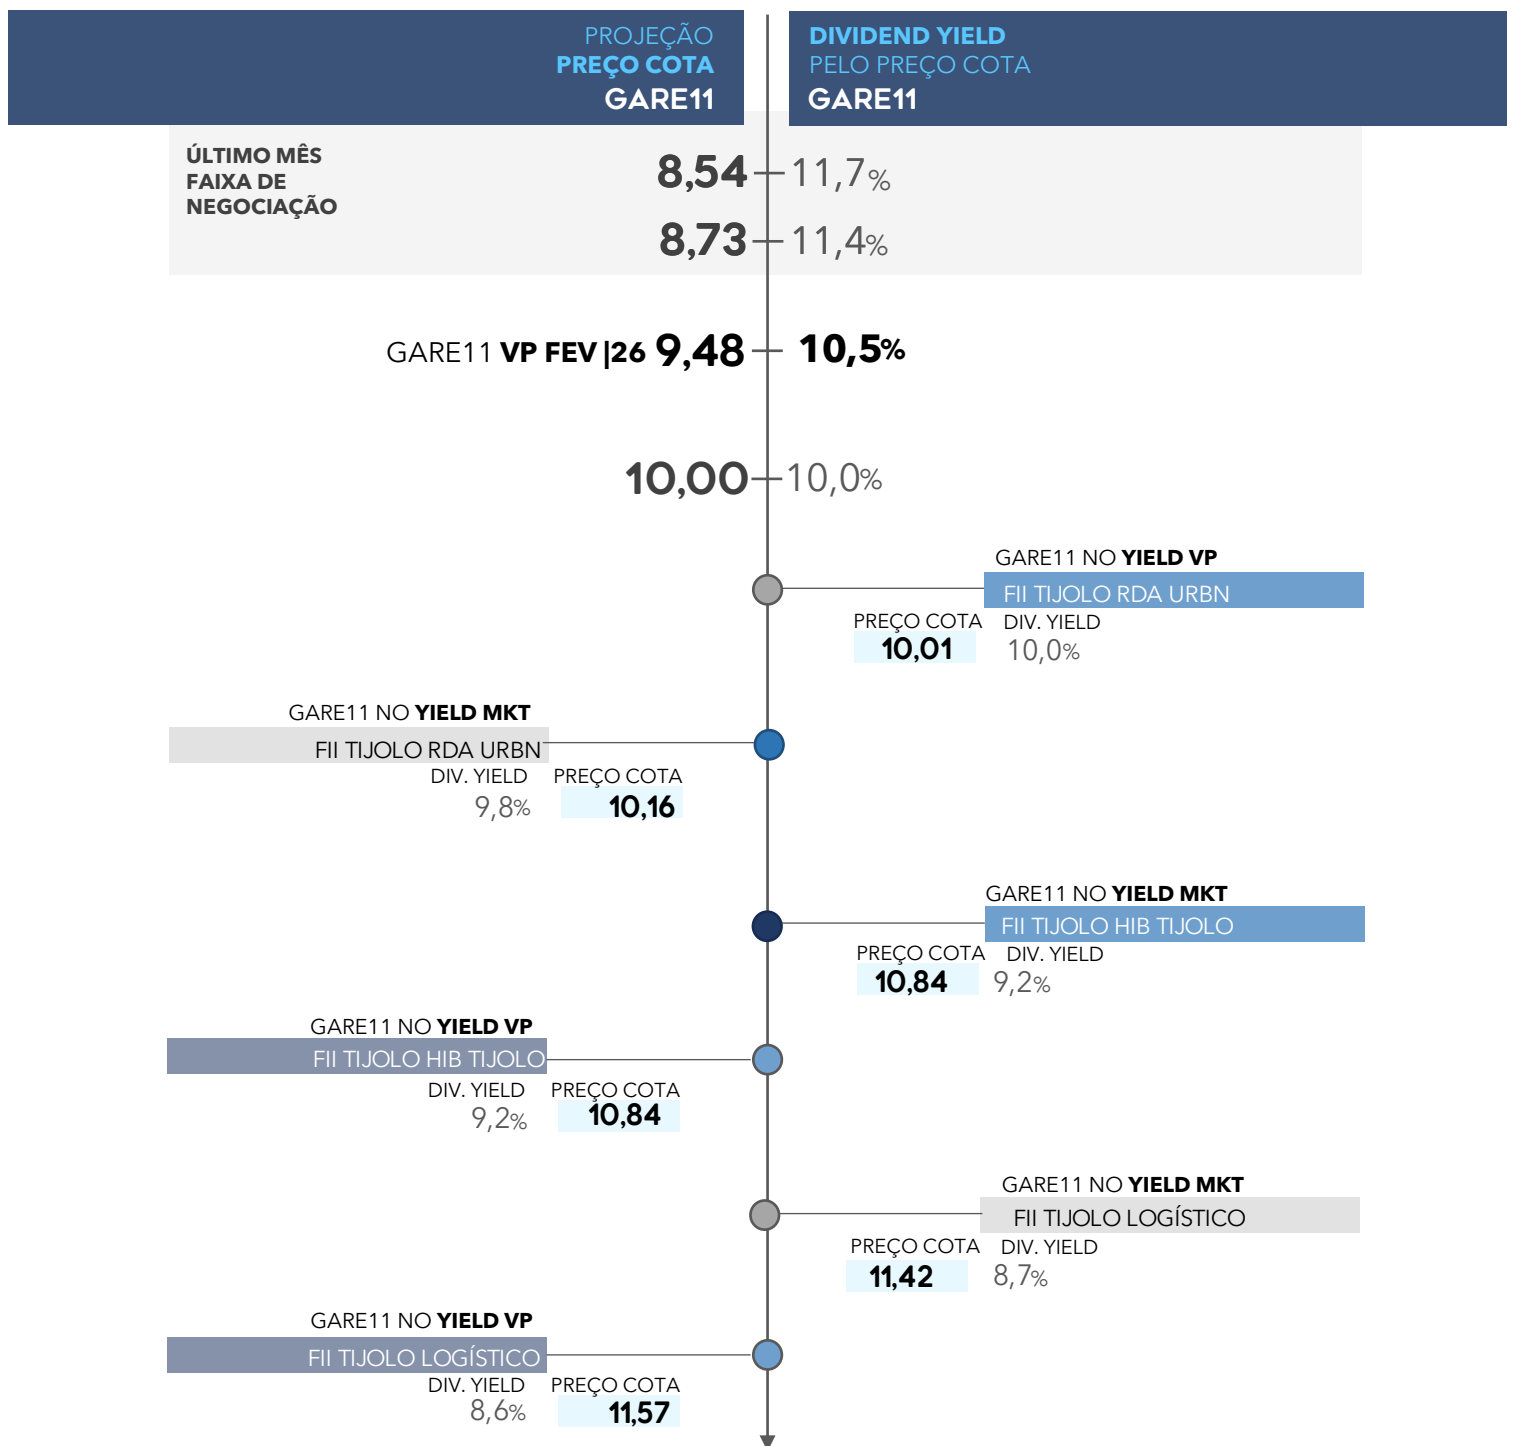 PROJEÇÃO
PREÇO COTA
GARE11
DIVIDEND YIELD
PELO PREÇO COTA
GARE11
ÚLTIMO MÊS
FAIXA DE
NEGOCIAÇÃO
8,54 11,7%
8,73 11,4%
GARE11 VP FEV |26 9,48 10,5%
10,00 10,0%
GARE11 NO YIELD VP
FII TIJOLO RDA URBN
PREÇO COTA DIV. YIELD
10,01 10,0%
GARE11 NO YIELD MKT
FII TIJOLO RDA URBN
DIV. YIELD PREÇO COTA
9,8% 10,16
GARE11 NO YIELD MKT
FII TIJOLO HIB TIJOLO
PREÇO COTA DIV. YIELD
10,84 9,2%
GARE11 NO YIELD VP
FII TIJOLO HIB TIJOLO
DIV. YIELD PREÇO COTA
9,2% 10,84
GARE11 NO YIELD MKT
FII TIJOLO LOGÍSTICO
PREÇO COTA DIV. YIELD
11,42 8,7%
GARE11 NO YIELD VP
FII TIJOLO LOGÍSTICO
DIV. YIELD PREÇO COTA
8,6% 11,57